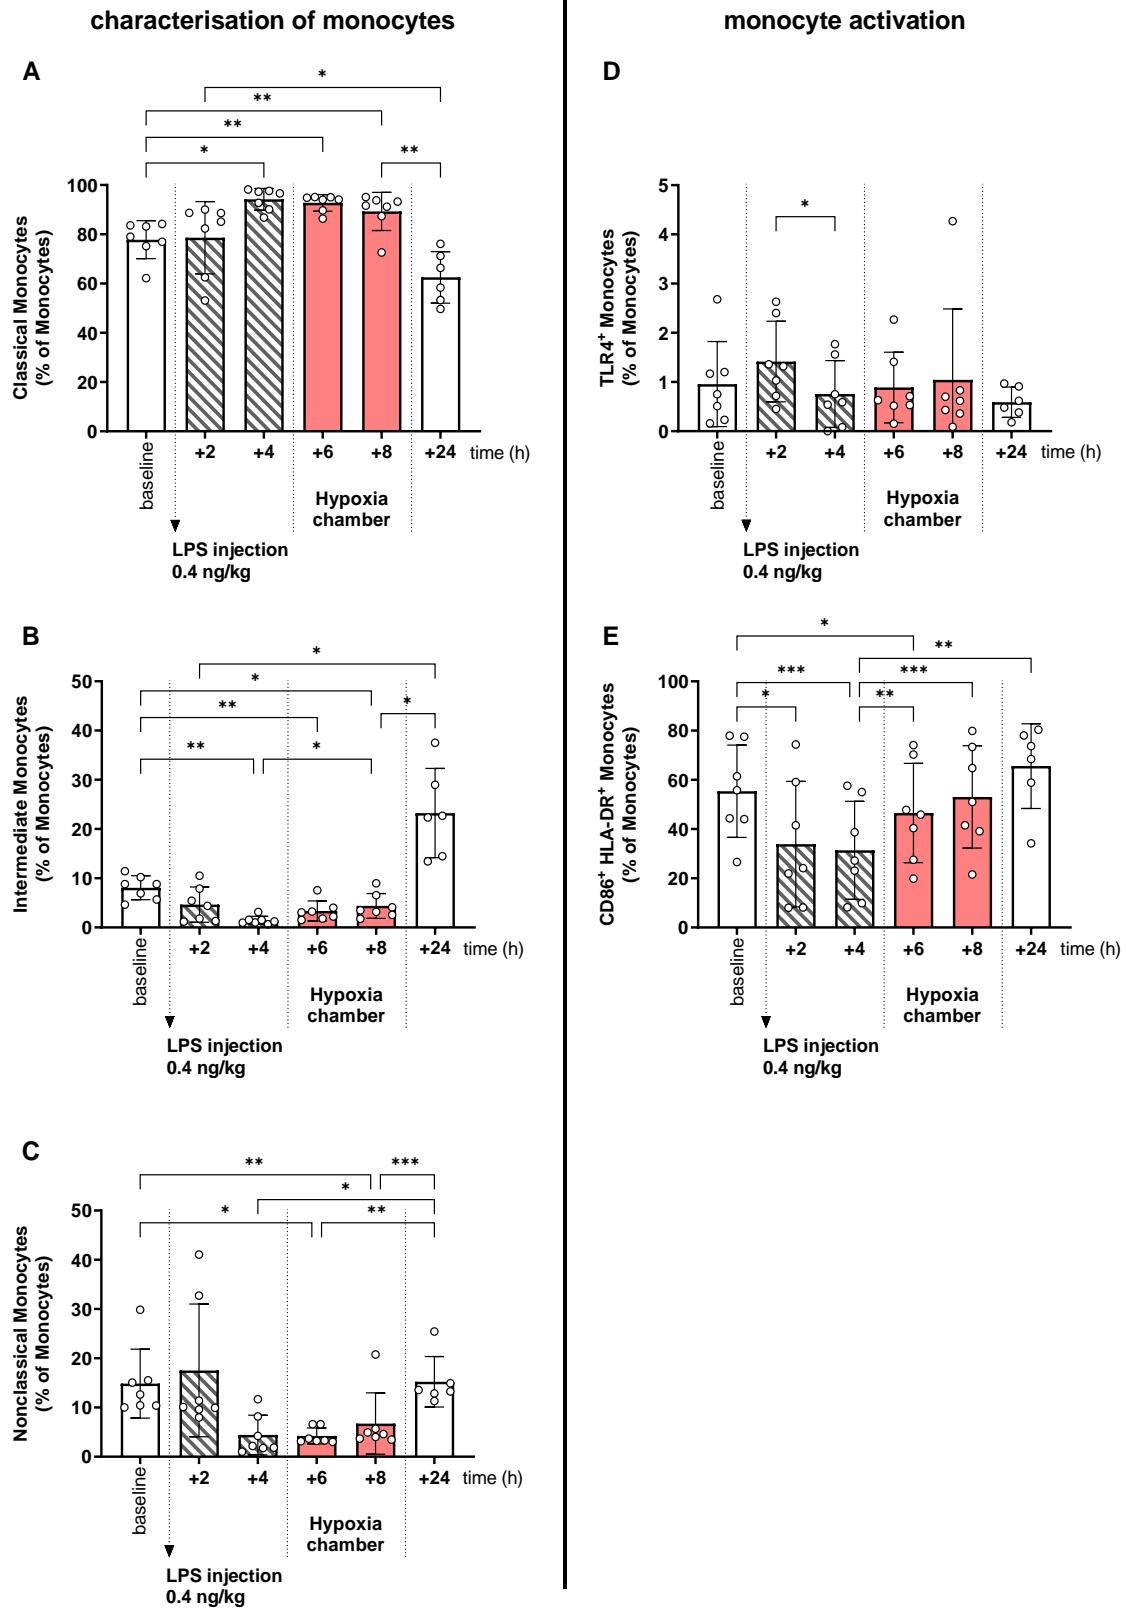 characterisation of monocytes
monocyte activation
A
*
**
**
*
**
Classical Monocytes
(% of Monocytes)
100
80
60
40
20
0
baseline
+2
+4
+6
+8
+24
time (h)
Hypoxia
chamber
LPS injection
0.4 ng/kg
D
*
TLR4⁺ Monocytes
(% of Monocytes)
5
4
3
2
1
0
baseline
+2
+4
+6
+8
+24
time (h)
Hypoxia
chamber
LPS injection
0.4 ng/kg
B
*
*
**
*
**
*
Intermediate Monocytes
(% of Monocytes)
50
40
30
20
10
0
baseline
+2
+4
+6
+8
+24
time (h)
Hypoxia
chamber
LPS injection
0.4 ng/kg
E
*
**
***
***
*
**
CD86⁺ HLA-DR⁺ Monocytes
(% of Monocytes)
100
80
60
40
20
0
baseline
+2
+4
+6
+8
+24
time (h)
Hypoxia
chamber
LPS injection
0.4 ng/kg
C
**
***
*
*
**
Nonclassical Monocytes
(% of Monocytes)
50
40
30
20
10
0
baseline
+2
+4
+6
+8
+24
time (h)
Hypoxia
chamber
LPS injection
0.4 ng/kg